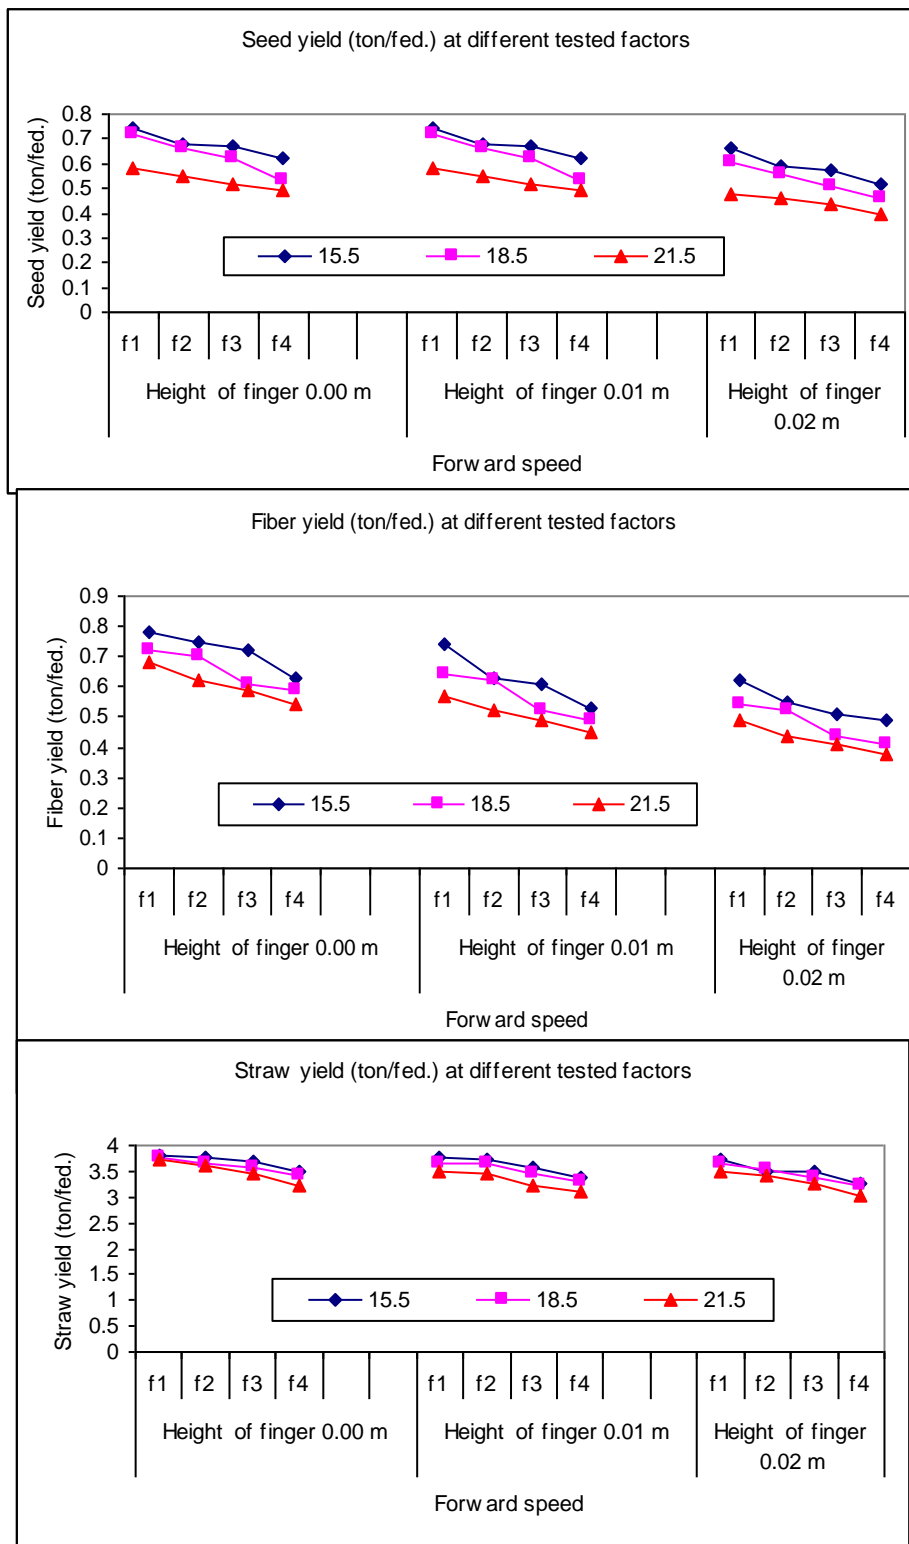 Seed yield (ton/fed.) at different tested factors
Seed yield (ton/fed.)
0.8
0.7
0.6
0.5
0.4
0.3
0.2
0.1
0
15.5 18.5 21.5
f1 f2 f3 f4 f1 f2 f3 f4 f1 f2 f3 f4
Height of finger 0.00 m Height of finger 0.01 m Height of finger
0.02 m
Forward speed
Fiber yield (ton/fed.) at different tested factors
Fiber yield (ton/fed.)
0.9
0.8
0.7
0.6
0.5
0.4
0.3
0.2
0.1
0
15.5 18.5 21.5
f1 f2 f3 f4 f1 f2 f3 f4 f1 f2 f3 f4
Height of finger 0.00 m Height of finger 0.01 m Height of finger
0.02 m
Forward speed
Straw yield (ton/fed.) at different tested factors
Straw yield (ton/fed.)
4
3.5
3
2.5
2
1.5
1
0.5
0
15.5 18.5 21.5
f1 f2 f3 f4 f1 f2 f3 f4 f1 f2 f3 f4
Height of finger 0.00 m Height of finger 0.01 m Height of finger
0.02 m
Forward speed